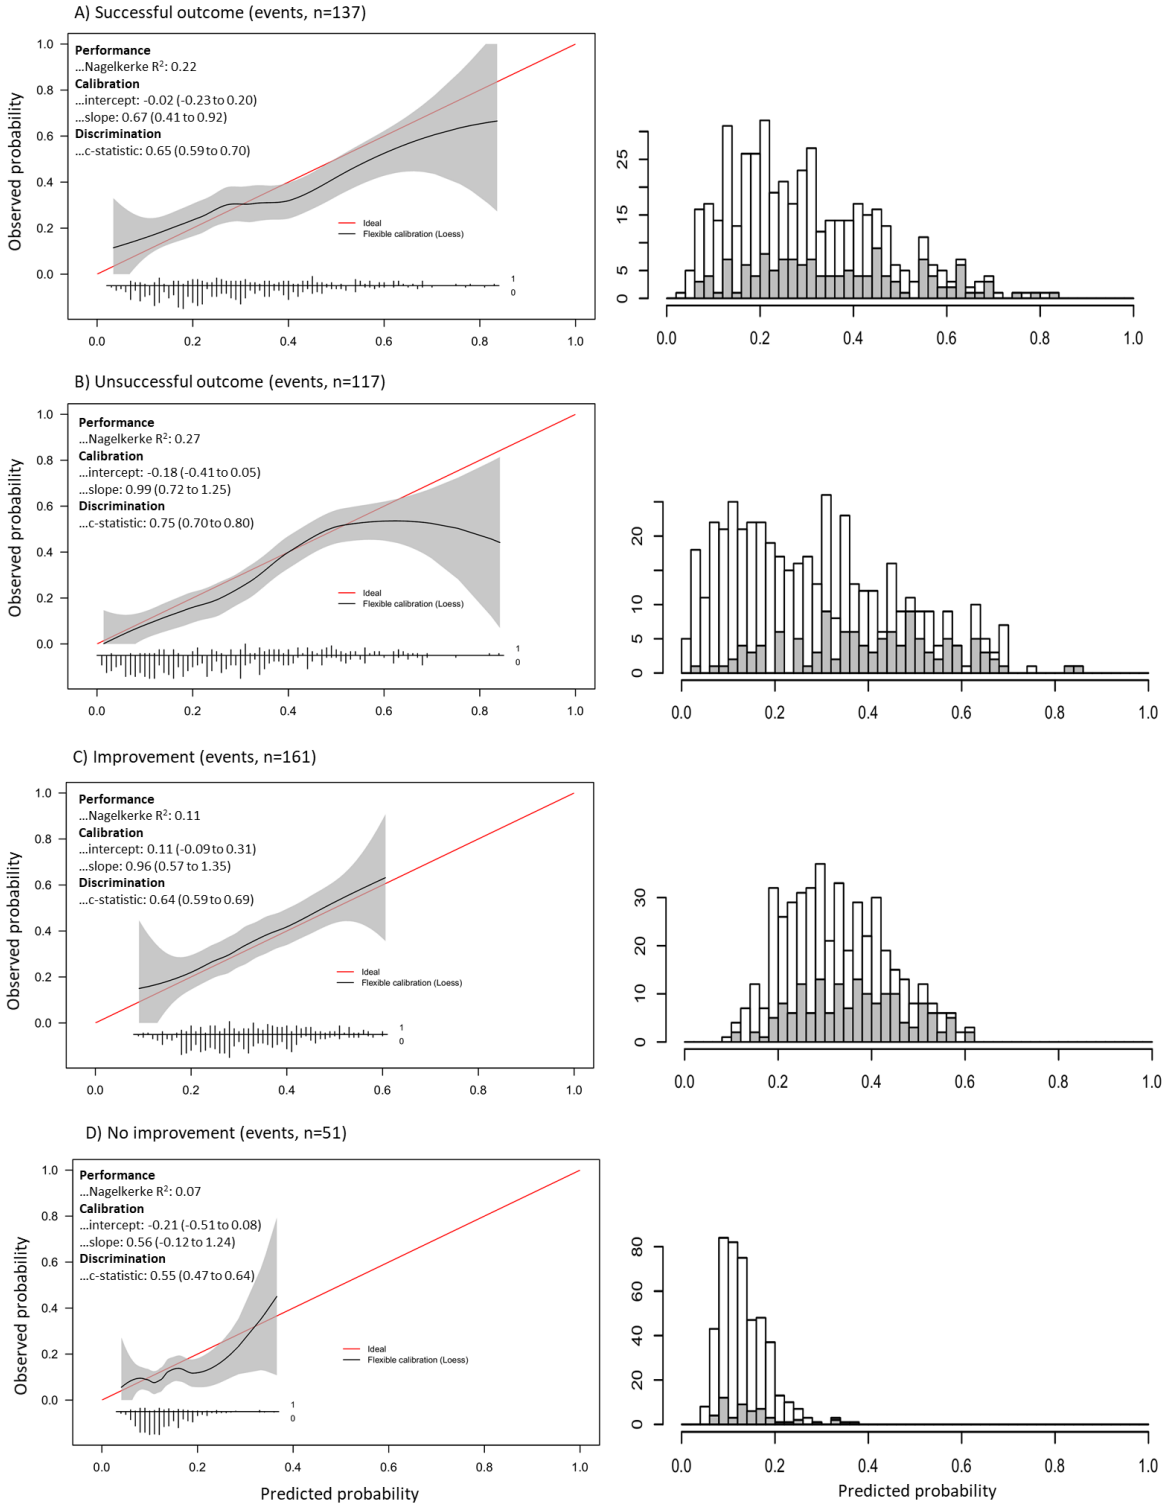 A) Successful outcome (events, n=137)
Performance
...Nagelkerke R²: 0.22
Calibration
...intercept: -0.02 (-0.23 to 0.20)
...slope: 0.67 (0.41 to 0.92)
Discrimination
...c-statistic: 0.65 (0.59 to 0.70)
Observed probability
1.0
0.8
0.6
0.4
0.2
0.0
Ideal
Flexible calibration (Loess)
1
0
0.0 0.2 0.4 0.6 0.8 1.0
25
15
5
0
0.0 0.2 0.4 0.6 0.8 1.0
B) Unsuccessful outcome (events, n=117)
Performance
...Nagelkerke R²: 0.27
Calibration
...intercept: -0.18 (-0.41 to 0.05)
...slope: 0.99 (0.72 to 1.25)
Discrimination
...c-statistic: 0.75 (0.70 to 0.80)
Observed probability
1.0
0.8
0.6
0.4
0.2
0.0
Ideal
Flexible calibration (Loess)
1
0
0.0 0.2 0.4 0.6 0.8 1.0
20
10
5
0
0.0 0.2 0.4 0.6 0.8 1.0
C) Improvement (events, n=161)
Performance
...Nagelkerke R²: 0.11
Calibration
...intercept: 0.11 (-0.09 to 0.31)
...slope: 0.96 (0.57 to 1.35)
Discrimination
...c-statistic: 0.64 (0.59 to 0.69)
Observed probability
1.0
0.8
0.6
0.4
0.2
0.0
Ideal
Flexible calibration (Loess)
1
0
0.0 0.2 0.4 0.6 0.8 1.0
30
20
10
0
0.0 0.2 0.4 0.6 0.8 1.0
D) No improvement (events, n=51)
Performance
...Nagelkerke R²: 0.07
Calibration
...intercept: -0.21 (-0.51 to 0.08)
...slope: 0.56 (-0.12 to 1.24)
Discrimination
...c-statistic: 0.55 (0.47 to 0.64)
Observed probability
1.0
0.8
0.6
0.4
0.2
0.0
Ideal
Flexible calibration (Loess)
1
0
0.0 0.2 0.4 0.6 0.8 1.0
Predicted probability
80
60
40
20
0
0.0 0.2 0.4 0.6 0.8 1.0
Predicted probability